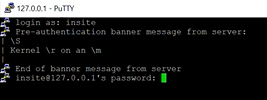 127.0.0.1 - PuTTY
login as: insite
Pre-authentication banner message from server:
| \S
| Kernel \r on an \m
|
End of banner message from server
insite@127.0.0.1's password: